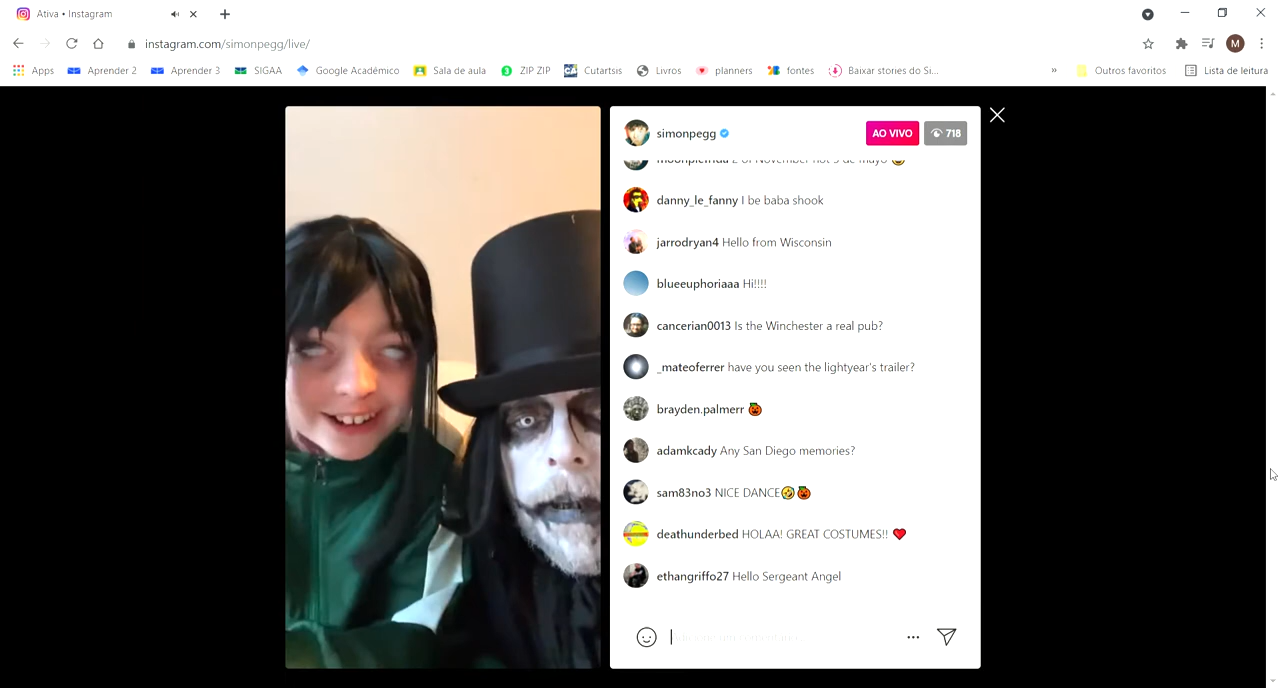 Ativa • Instagram
instagram.com/simonpegg/live/
M
Apps
Aprender 2
Aprender 3
SIGAA
Google Acadêmico
Sala de aula
ZIP ZIP
Cutartsis
Livros
planners
fontes
Baixar stories do Si...
»
Outros favoritos
Lista de leitura
simonpegg
AO VIVO
718
danny_le_fanny I be baba shook
jarrodryan4 Hello from Wisconsin
blueeuphoriaaa Hi!!!!
cancerian0013 Is the Winchester a real pub?
_mateoferrer have you seen the lightyear's trailer?
brayden.palmerr 🎃
adamkcady Any San Diego memories?
sam83no3 NICE DANCE🤣🎃
deathunderbed HOLAA! GREAT COSTUMES!! ❤️
ethangriffo27 Hello Sergeant Angel